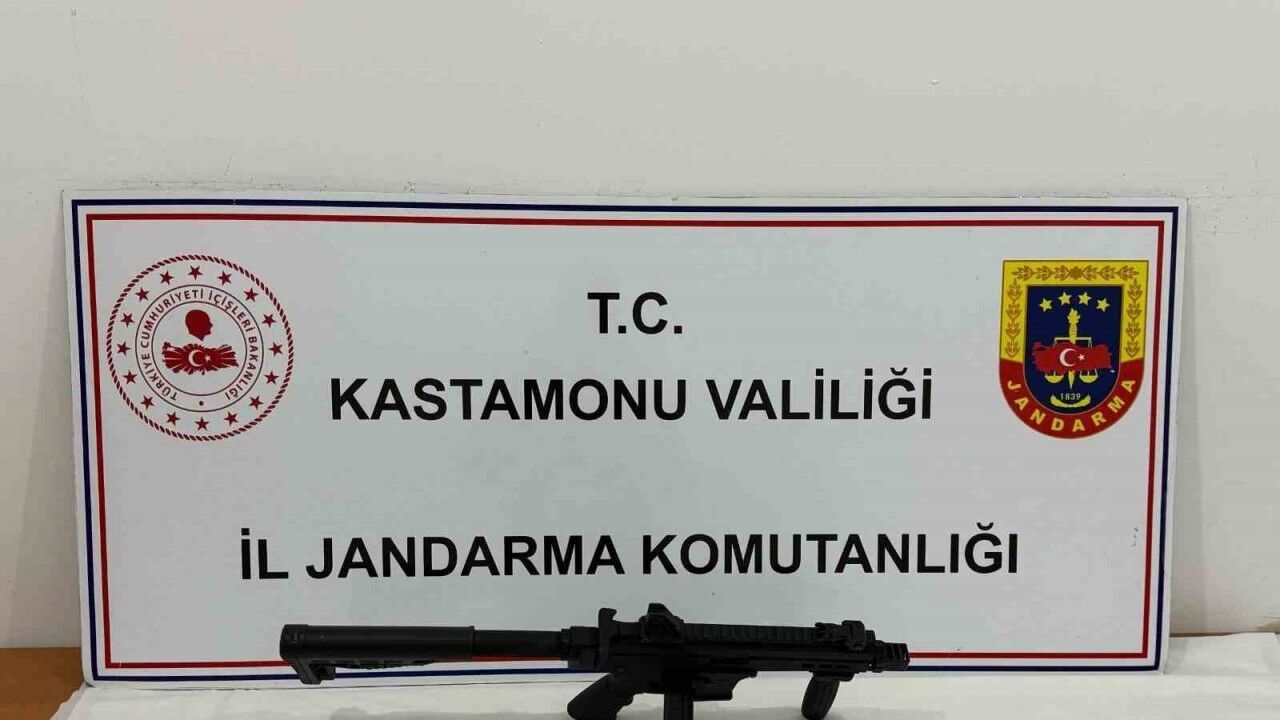 T.C.
KASTAMONU VALİLİĞİ
İL JANDARMA KOMUTANLIĞI
TÜRKİYE CUMHURİYETİ İÇİŞLERİ BAKANLIĞI
1839
JANDARMA